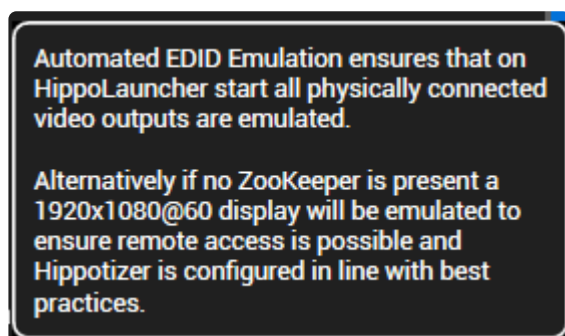 Automated EDID Emulation ensures that on
HippoLauncher start all physically connected
video outputs are emulated.
Alternatively if no ZooKeeper is present a
1920x1080@60 display will be emulated to
ensure remote access is possible and
Hippotizer is configured in line with best
practices.